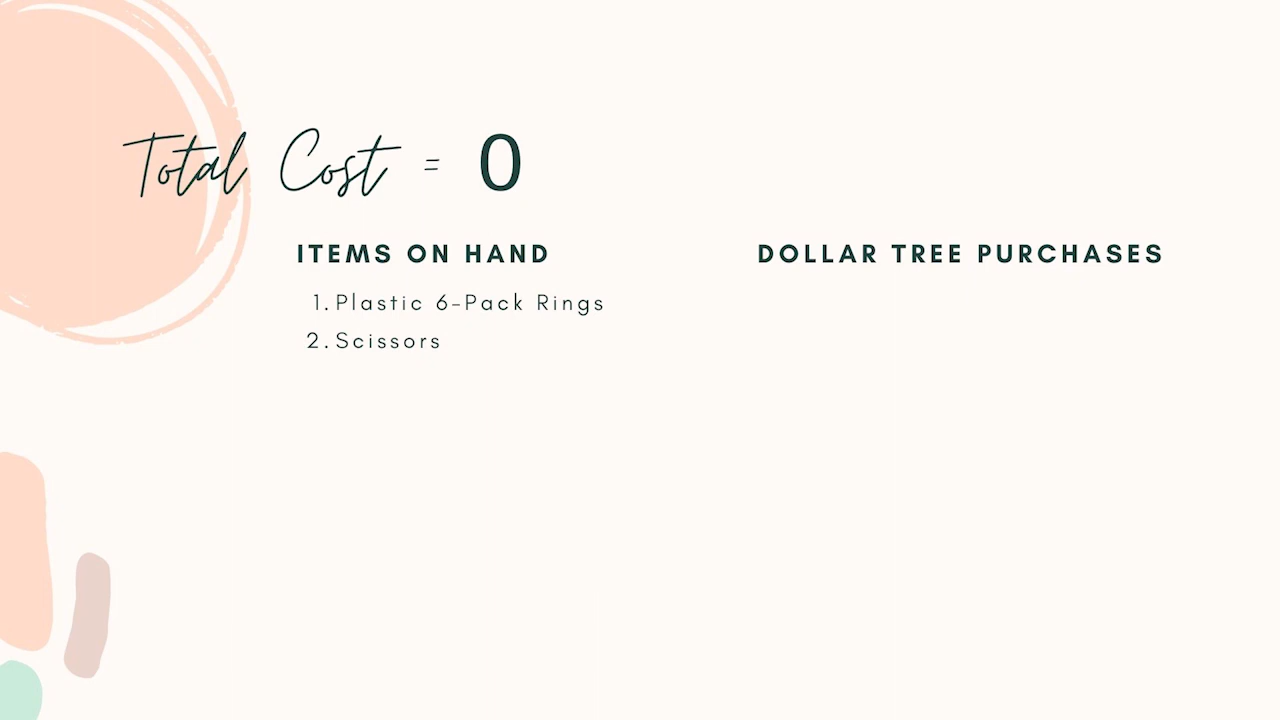 Total Cost = 0
ITEMS ON HAND
1. Plastic 6-Pack Rings
2. Scissors
DOLLAR TREE PURCHASES